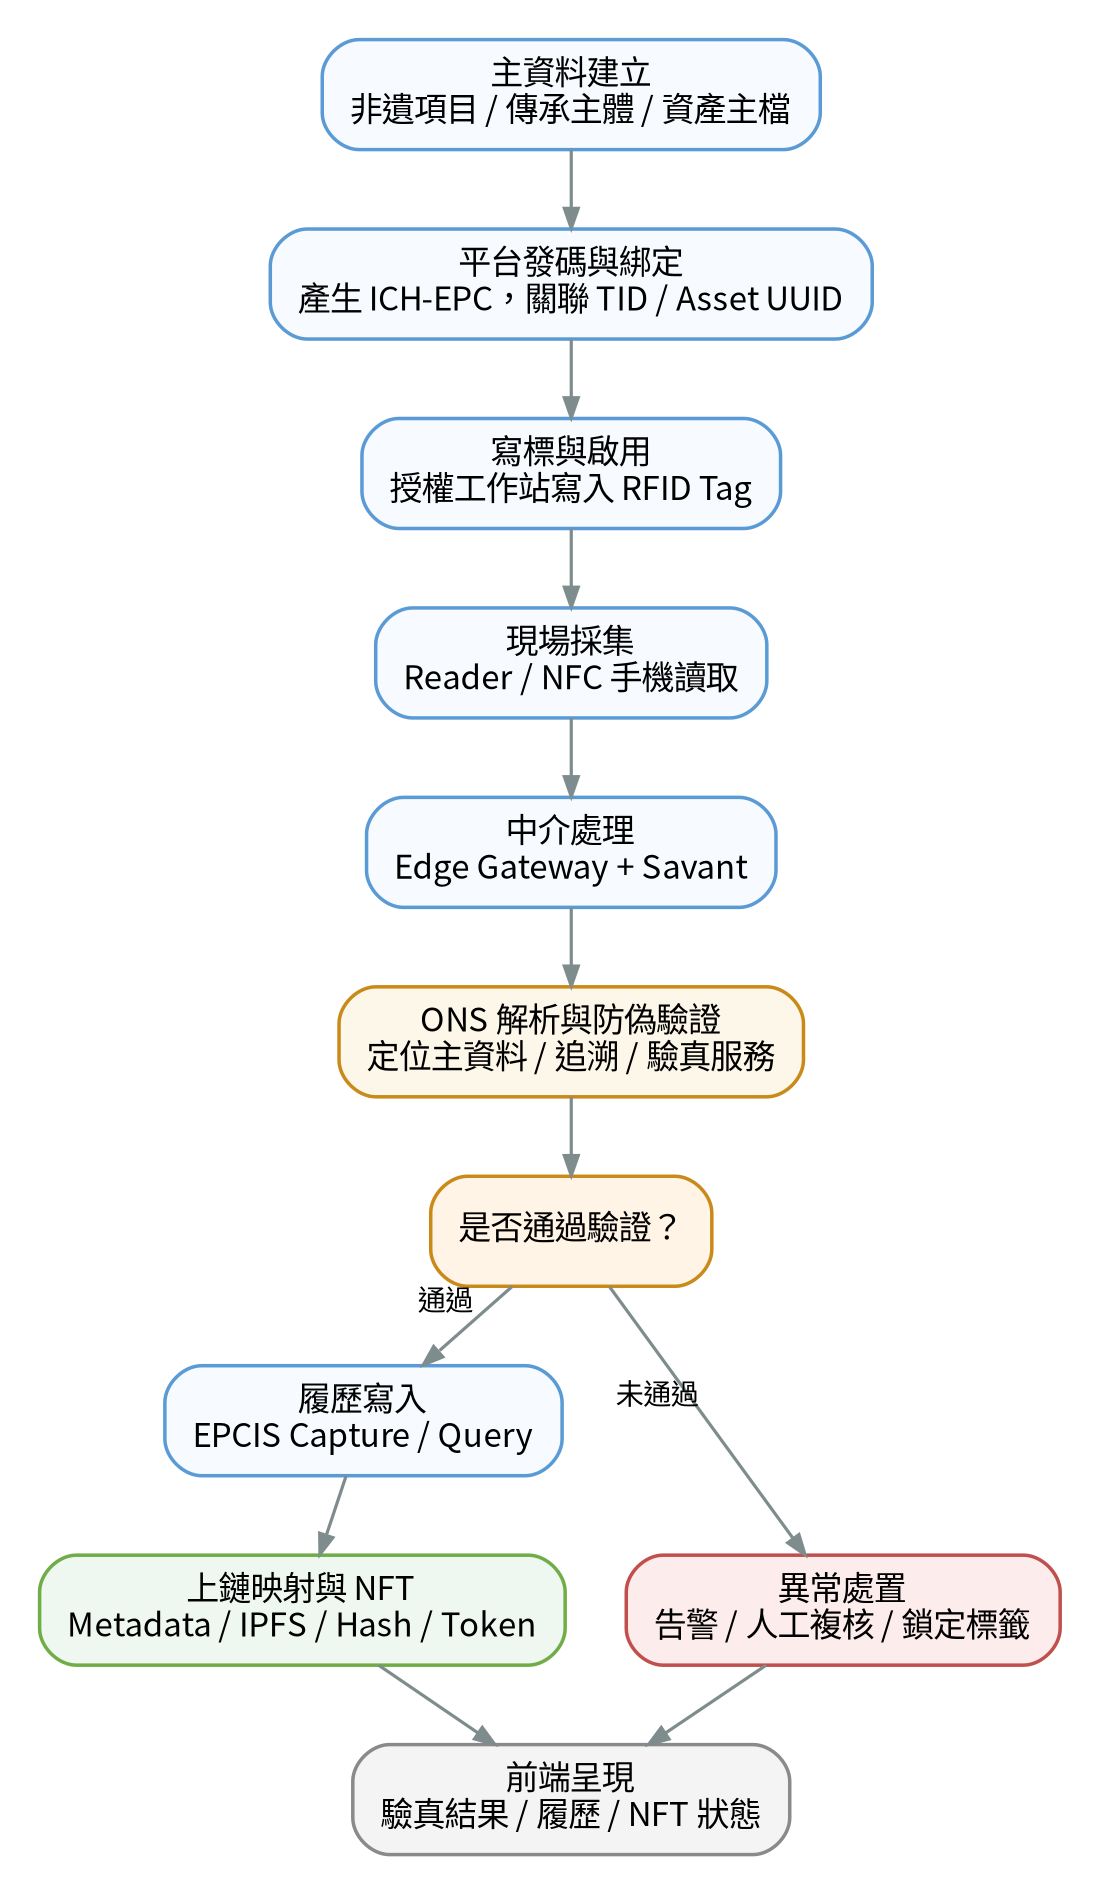 主資料建立
非遺項目 / 傳承主體 / 資產主檔
平台發碼與綁定
產生 ICH-EPC，關聯 TID / Asset UUID
寫標與啟用
授權工作站寫入 RFID Tag
現場採集
Reader / NFC 手機讀取
中介處理
Edge Gateway + Savant
ONS 解析與防偽驗證
定位主資料 / 追溯 / 驗真服務
是否通過驗證？
通過
未通過
履歷寫入
EPCIS Capture / Query
上鏈映射與 NFT
Metadata / IPFS / Hash / Token
異常處置
告警 / 人工複核 / 鎖定標籤
前端呈現
驗真結果 / 履歷 / NFT 狀態